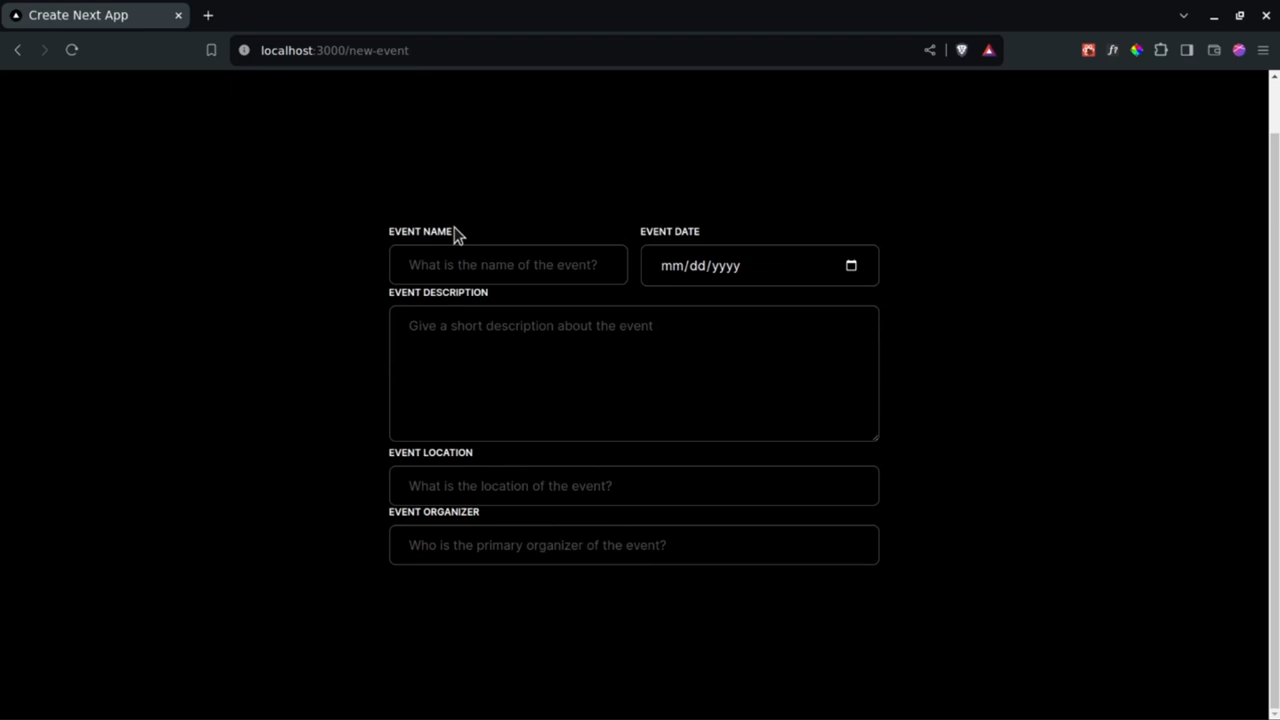 Create Next App
localhost:3000/new-event
EVENT NAME
EVENT DATE
What is the name of the event?
mm/dd/yyyy
EVENT DESCRIPTION
Give a short description about the event
EVENT LOCATION
What is the location of the event?
EVENT ORGANIZER
Who is the primary organizer of the event?